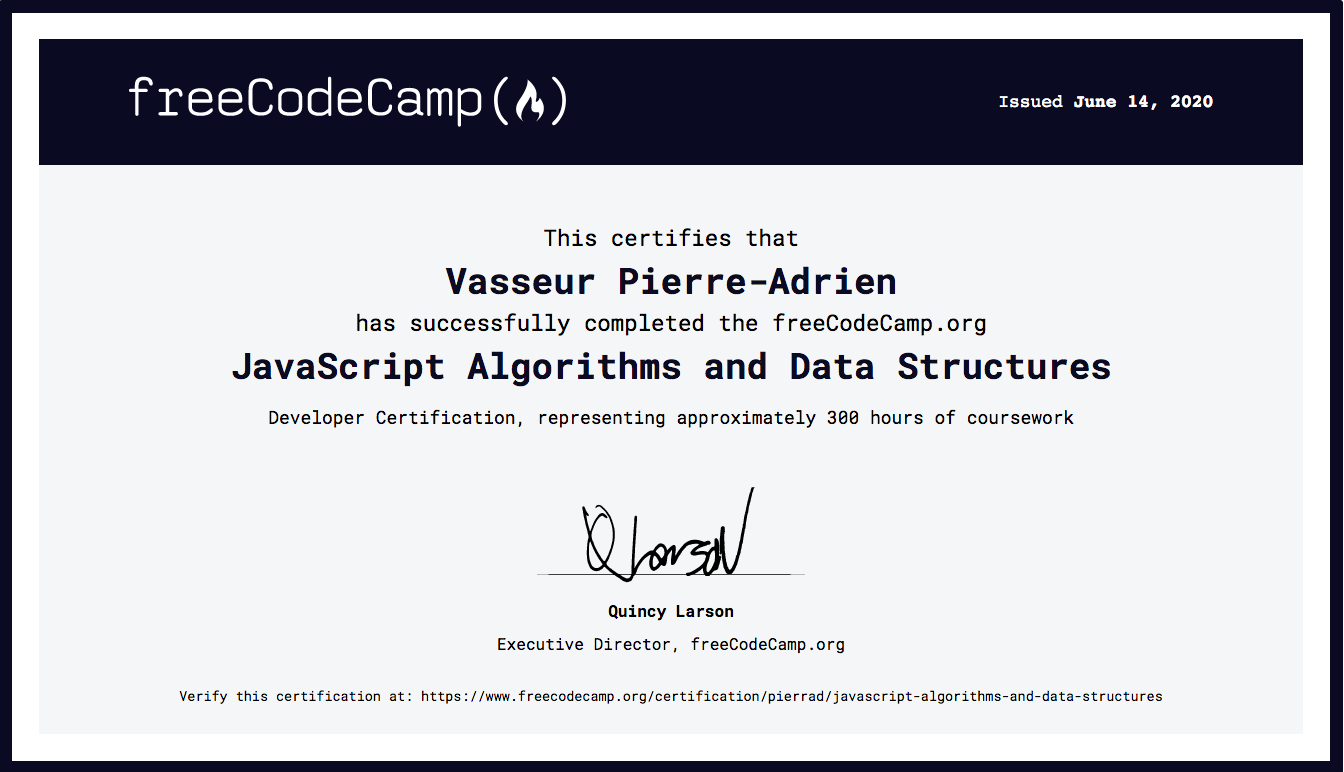 freeCodeCamp(🔥)
Issued June 14, 2020
This certifies that
Vasseur Pierre-Adrien
has successfully completed the freeCodeCamp.org
JavaScript Algorithms and Data Structures
Developer Certification, representing approximately 300 hours of coursework
Q Larson
Quincy Larson
Executive Director, freeCodeCamp.org
Verify this certification at: https://www.freecodecamp.org/certification/pierrad/javascript-algorithms-and-data-structures